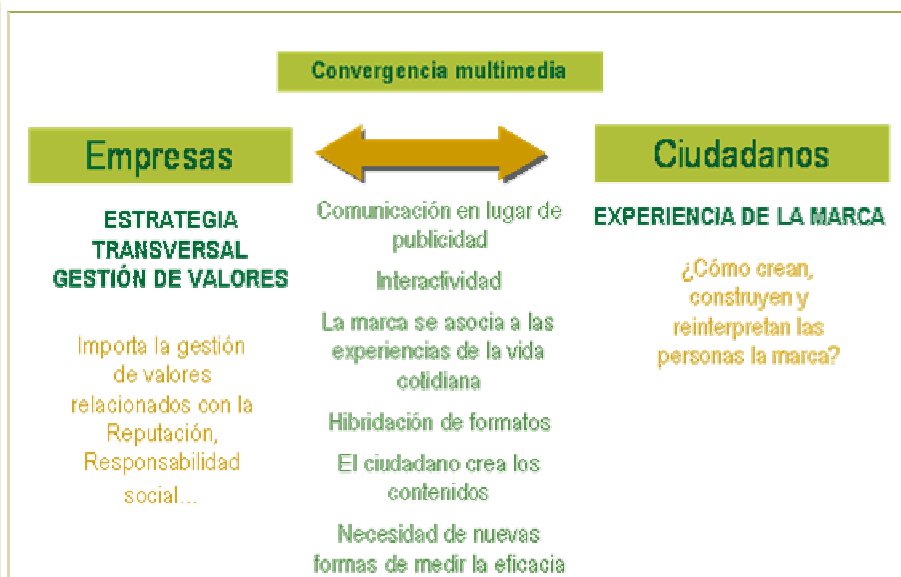 Convergencia multimedia
Empresas
ESTRATEGIA
TRANSVERSAL
GESTIÓN DE VALORES
Importa la gestión
de valores
relacionados con la
Reputación,
Responsabilidad
social...
Comunicación en lugar de
publicidad
Interactividad
La marca se asocia a las
experiencias de la vida
cotidiana
Hibridación de formatos
El ciudadano crea los
contenidos
Necesidad de nuevas
formas de medir la eficacia
Ciudadanos
EXPERIENCIA DE LA MARCA
¿Cómo crean,
construyen y
reinterpretan las
personas la marca?